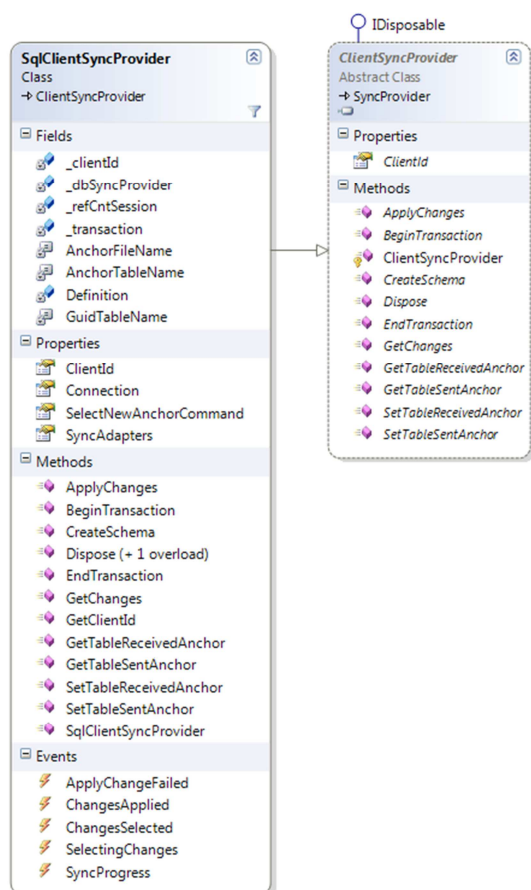 IDisposable
SqlClientSyncProvider
Class
ClientSyncProvider
Fields
_clientId
_dbSyncProvider
_refCntSession
_transaction
AnchorFileName
AnchorTableName
Definition
GuidTableName
Properties
ClientId
Connection
SelectNewAnchorCommand
SyncAdapters
Methods
ApplyChanges
BeginTransaction
CreateSchema
Dispose (+ 1 overload)
EndTransaction
GetChanges
GetClientId
GetTableReceivedAnchor
GetTableSentAnchor
SetTableReceivedAnchor
SetTableSentAnchor
SqlClientSyncProvider
Events
ApplyChangeFailed
ChangesApplied
ChangesSelected
SelectingChanges
SyncProgress
ClientSyncProvider
Abstract Class
SyncProvider
Properties
ClientId
Methods
ApplyChanges
BeginTransaction
ClientSyncProvider
CreateSchema
Dispose
EndTransaction
GetChanges
GetTableReceivedAnchor
GetTableSentAnchor
SetTableReceivedAnchor
SetTableSentAnchor